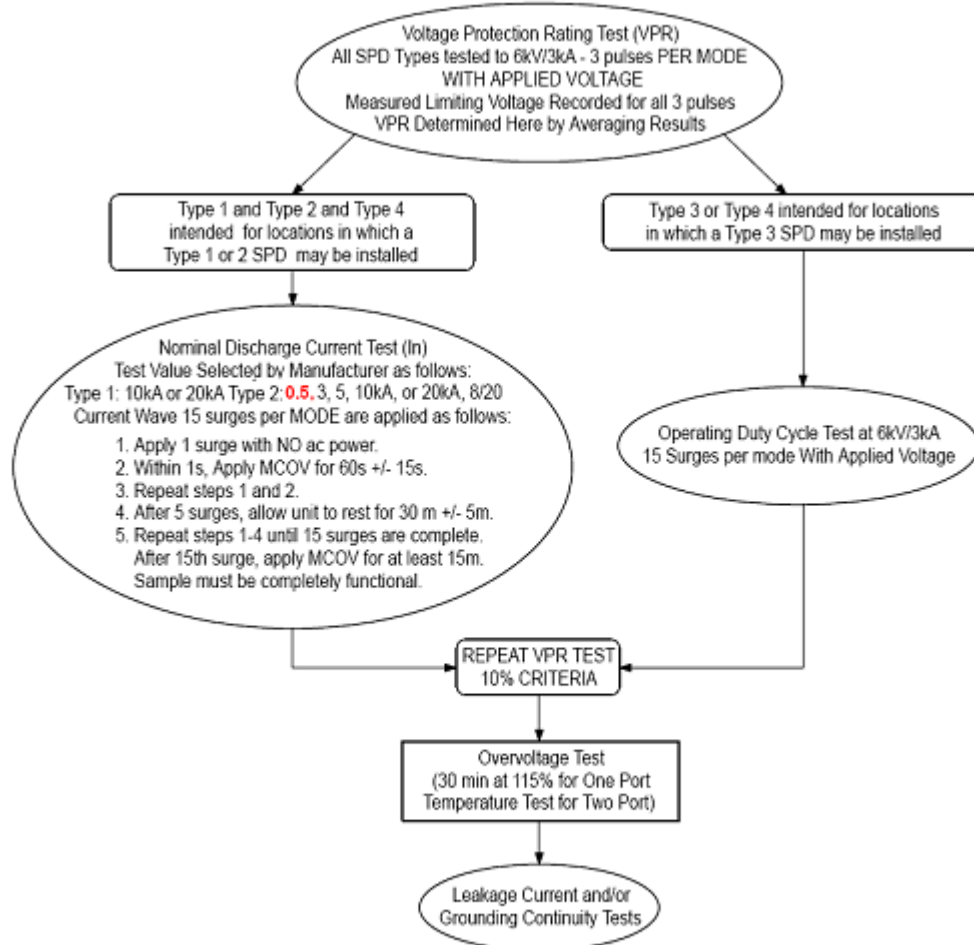 Voltage Protection Rating Test (VPR)
All SPD Types tested to 6kV/3kA - 3 pulses PER MODE
WITH APPLIED VOLTAGE
Measured Limiting Voltage Recorded for all 3 pulses
VPR Determined Here by Averaging Results
Type 1 and Type 2 and Type 4
intended for locations in which a
Type 1 or 2 SPD may be installed
Type 3 or Type 4 intended for locations
in which a Type 3 SPD may be installed
Nominal Discharge Current Test (In)
Test Value Selected by Manufacturer as follows:
Type 1: 10kA or 20kA Type 2: 0.5, 3, 5, 10kA, or 20kA, 8/20
Current Wave 15 surges per MODE are applied as follows:
1. Apply 1 surge with NO ac power.
2. Within 1s, Apply MCOV for 60s +/- 15s.
3. Repeat steps 1 and 2.
4. After 5 surges, allow unit to rest for 30 m +/- 5m.
5. Repeat steps 1-4 until 15 surges are complete.
After 15th surge, apply MCOV for at least 15m.
Sample must be completely functional.
Operating Duty Cycle Test at 6kV/3kA
15 Surges per mode With Applied Voltage
REPEAT VPR TEST
10% CRITERIA
Overvoltage Test
(30 min at 115% for One Port
Temperature Test for Two Port)
Leakage Current and/or
Grounding Continuity Tests